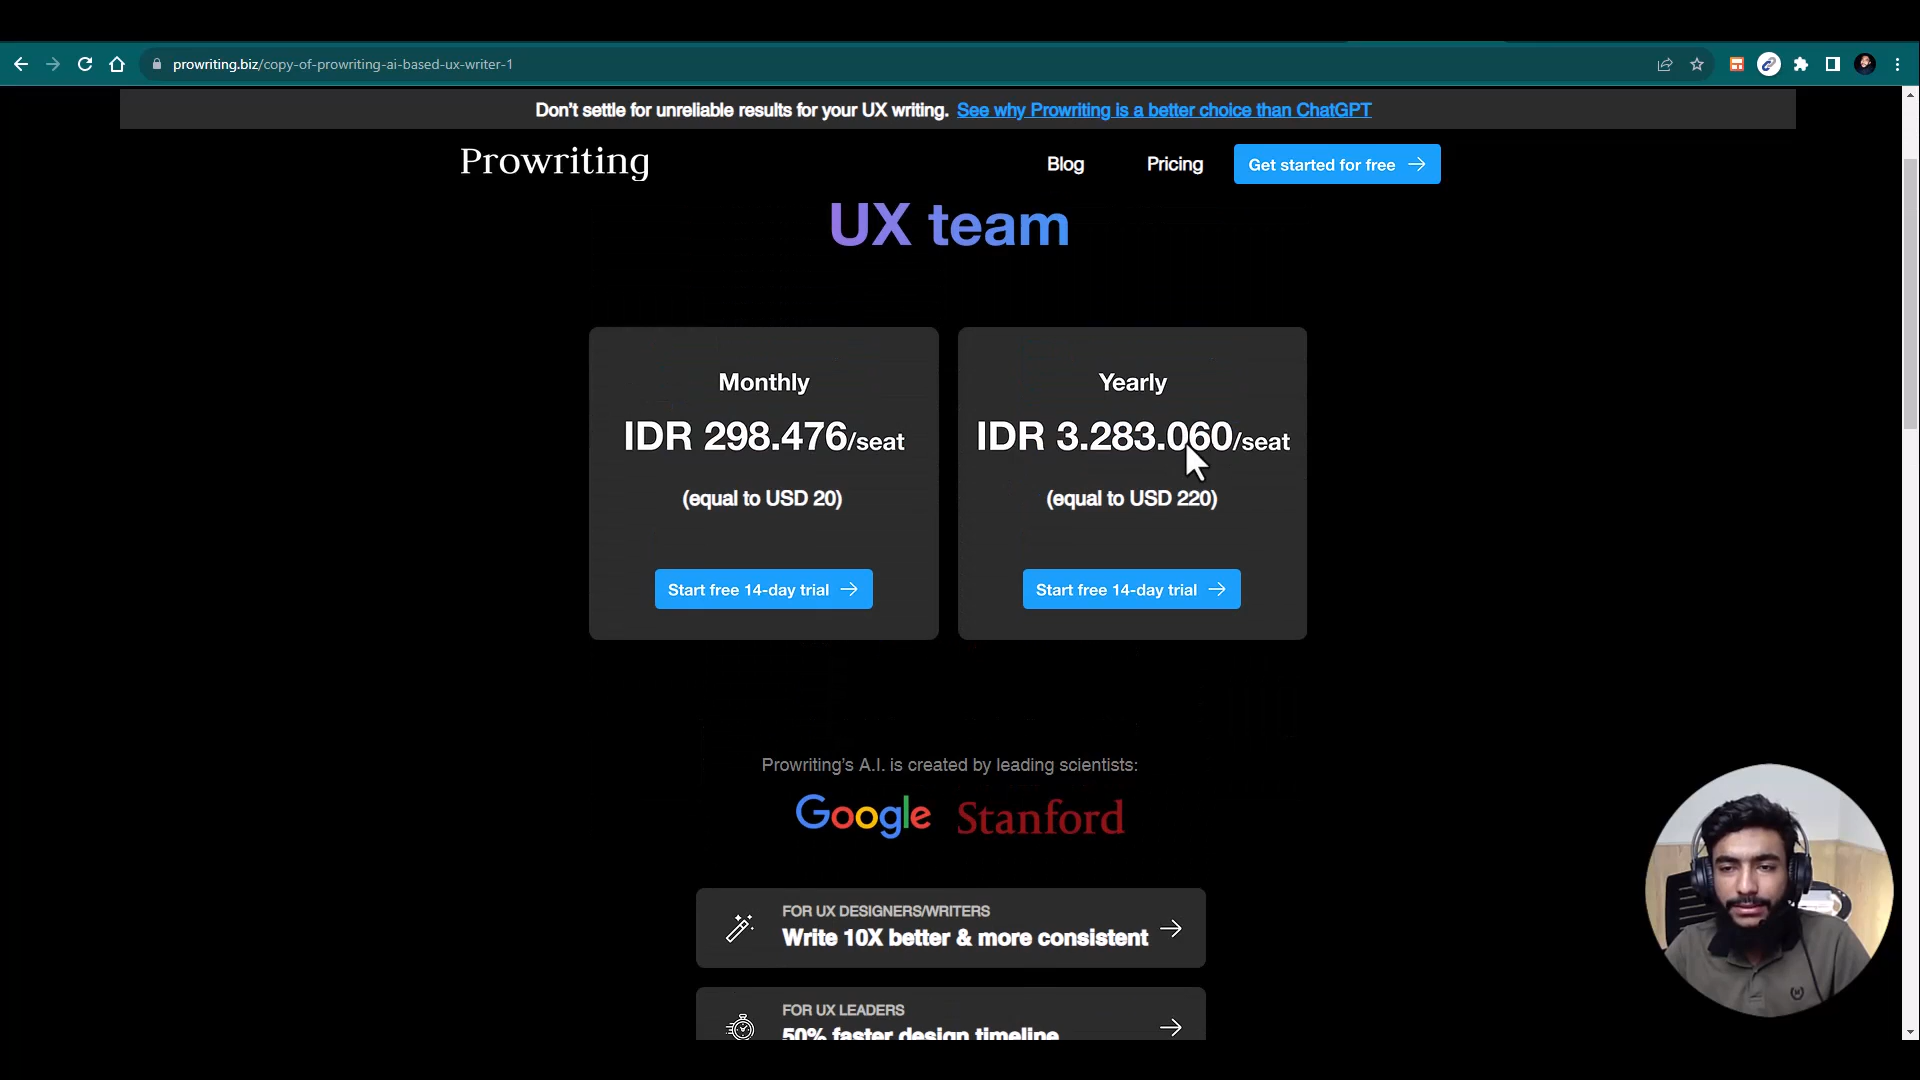 prowriting.biz/copy-of-prowriting-ai-based-ux-writer-1
Don't settle for unreliable results for your UX writing. See why Prowriting is a better choice than ChatGPT
Prowriting
Blog
Pricing
Get started for free
UX team
Monthly
IDR 298.476/seat
(equal to USD 20)
Start free 14-day trial
Yearly
IDR 3.283.060/seat
(equal to USD 220)
Start free 14-day trial
Prowriting's A.I. is created by leading scientists:
Google Stanford
FOR UX DESIGNERS/WRITERS
Write 10X better & more consistent
FOR UX LEADERS
50% faster design timeline